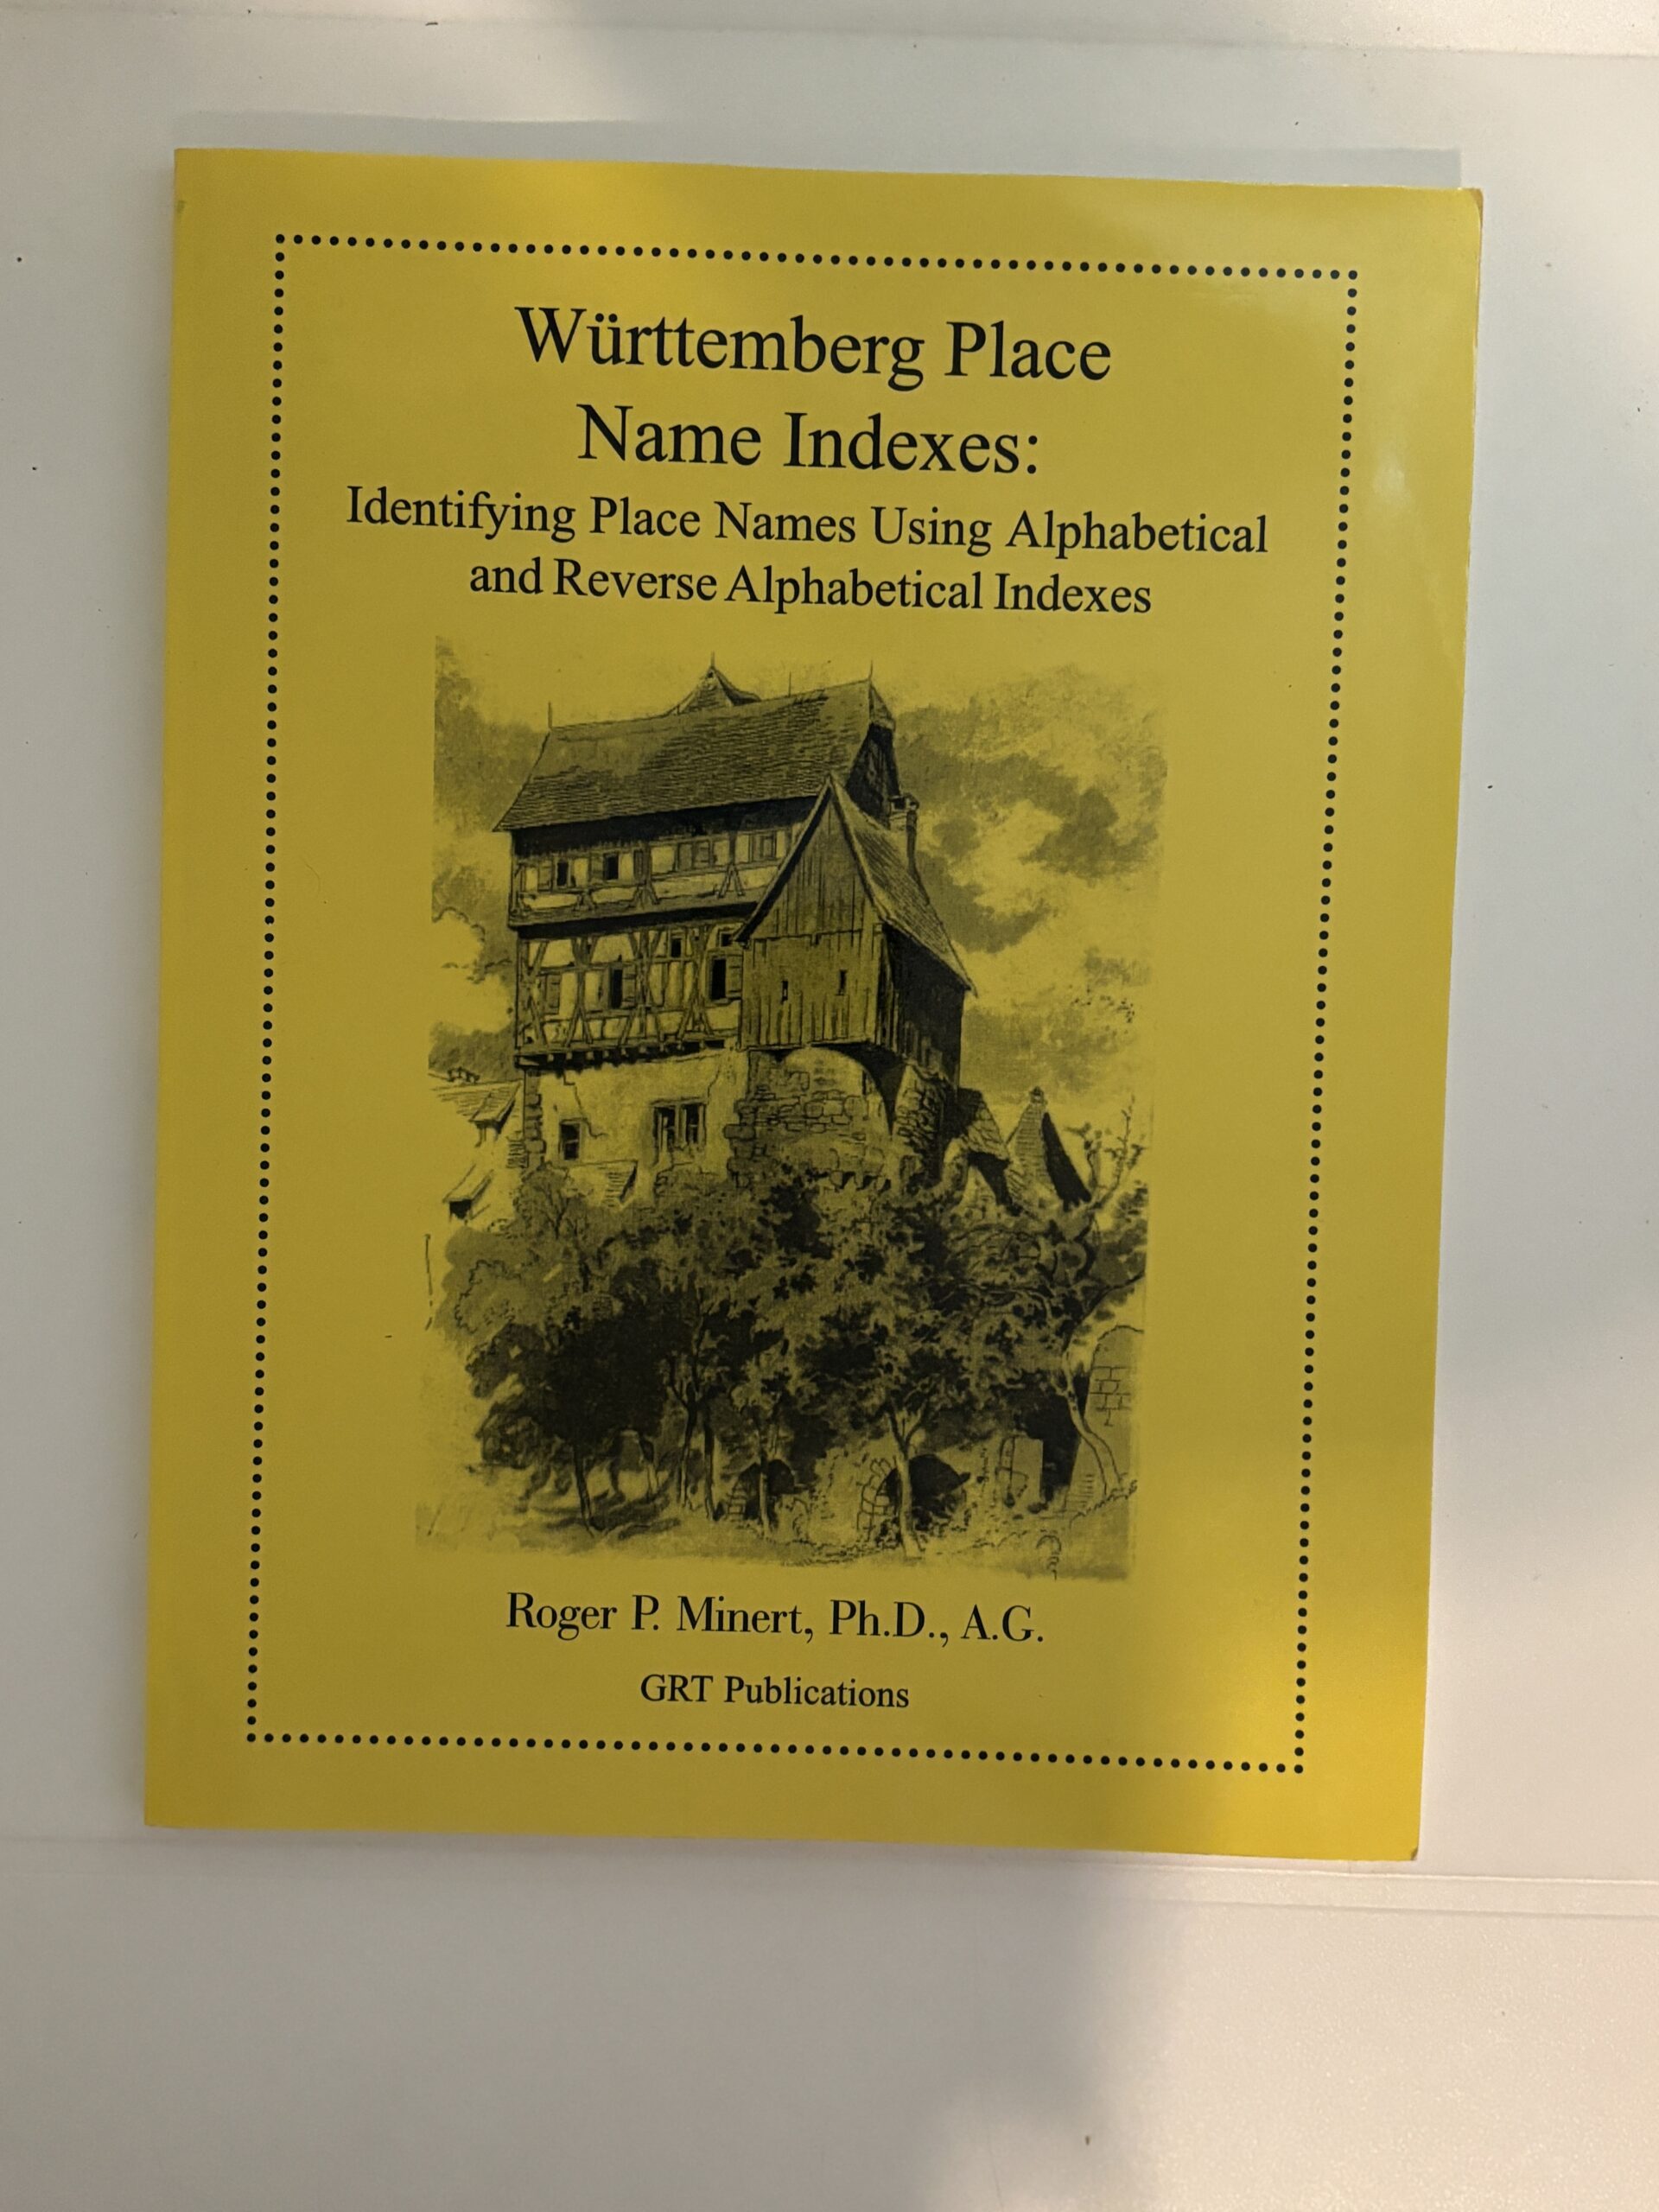 Württemberg Place
Name Indexes:
Identifying Place Names Using Alphabetical
and Reverse Alphabetical Indexes
Roger P. Minert, Ph.D., A.G.
GRT Publications